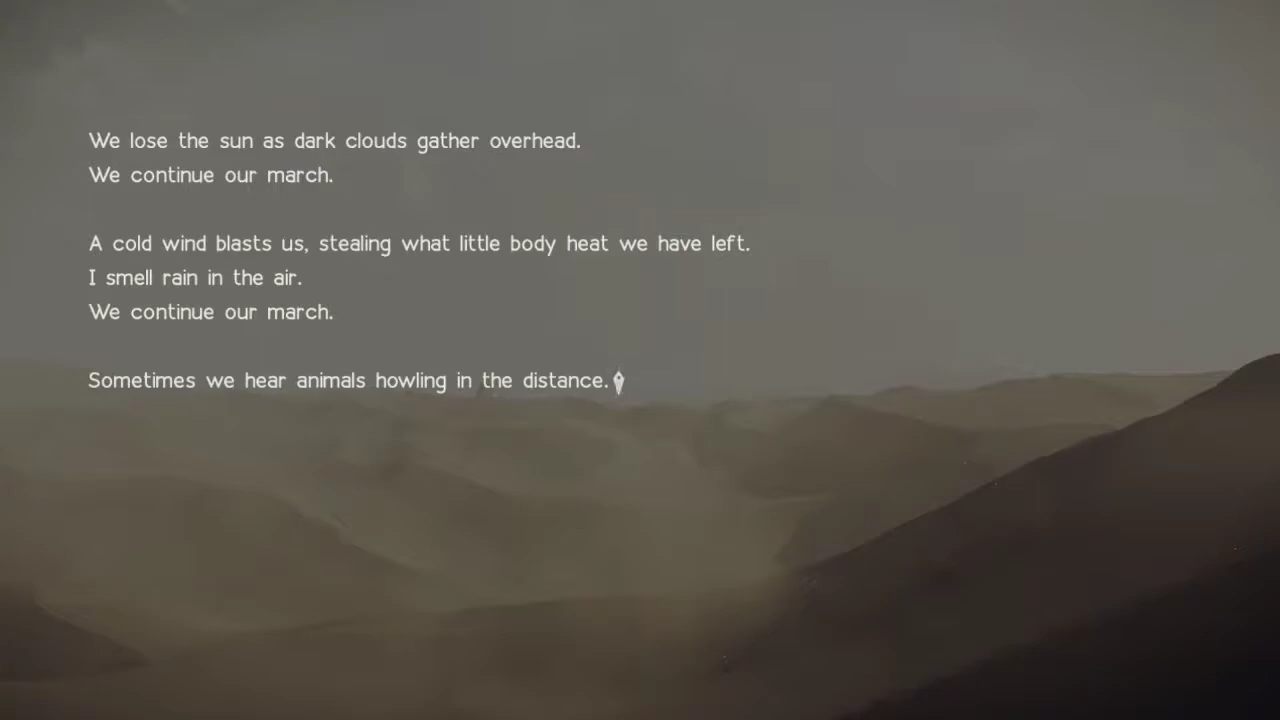 We lose the sun as dark clouds gather overhead.
We continue our march.
A cold wind blasts us, stealing what little body heat we have left.
I smell rain in the air.
We continue our march.
Sometimes we hear animals howling in the distance.